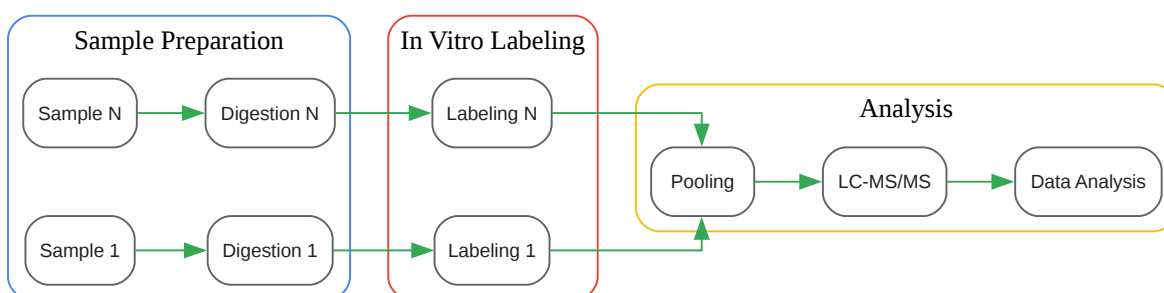 Sample Preparation
In Vitro Labeling
Analysis
Sample N
Digestion N
Labeling N
Pooling
LC-MS/MS
Data Analysis
Sample 1
Digestion 1
Labeling 1